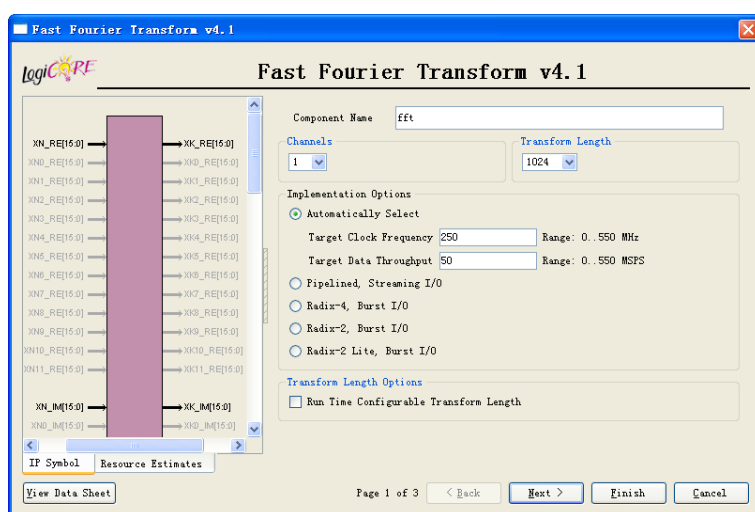 Fast Fourier Transform v4.1
LogiCORE
Fast Fourier Transform v4.1
XN_RE[15:0] XK_RE[15:0]
XN0_RE[15:0] XK0_RE[15:0]
XN1_RE[15:0] XK1_RE[15:0]
XN2_RE[15:0] XK2_RE[15:0]
XN3_RE[15:0] XK3_RE[15:0]
XN4_RE[15:0] XK4_RE[15:0]
XN5_RE[15:0] XK5_RE[15:0]
XN6_RE[15:0] XK6_RE[15:0]
XN7_RE[15:0] XK7_RE[15:0]
XN8_RE[15:0] XK8_RE[15:0]
XN9_RE[15:0] XK9_RE[15:0]
XN10_RE[15:0] XK10_RE[15:0]
XN11_RE[15:0] XK11_RE[15:0]
XN_IM[15:0] XK_IM[15:0]
XN0_IM[15:0] XK0_IM[15:0]
IP Symbol Resource Estimates
Component Name fft
Channels
1
Transform Length
1024
Implementation Options
Automatically Select
Target Clock Frequency 250 Range: 0..550 MHz
Target Data Throughput 50 Range: 0..550 MSPS
Pipelined, Streaming I/O
Radix-4, Burst I/O
Radix-2, Burst I/O
Radix-2 Lite, Burst I/O
Transform Length Options
Run Time Configurable Transform Length
View Data Sheet Page 1 of 3 < Back Next > Finish Cancel